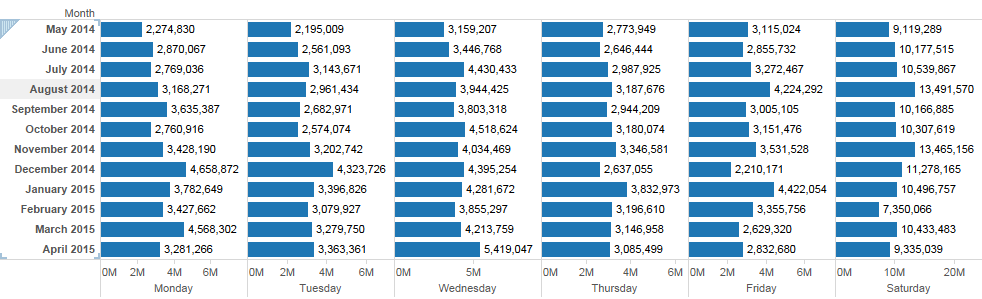 Month
May 2014 2,274,830 2,195,009 3,159,207 2,773,949 3,115,024 9,119,289
June 2014 2,870,067 2,561,093 3,446,768 2,646,444 2,855,732 10,177,515
July 2014 2,769,036 3,143,671 4,430,433 2,987,925 3,272,467 10,539,867
August 2014 3,168,271 2,961,434 3,944,425 3,187,676 4,224,292 13,491,570
September 2014 3,635,387 2,682,971 3,803,318 2,944,209 3,005,105 10,166,885
October 2014 2,760,916 2,574,074 4,518,624 3,180,074 3,151,476 10,307,619
November 2014 3,428,190 3,202,742 4,034,469 3,346,581 3,531,528 13,465,156
December 2014 4,658,872 4,323,726 4,395,254 2,637,055 2,210,171 11,278,165
January 2015 3,782,649 3,396,826 4,281,672 3,832,973 4,422,054 10,496,757
February 2015 3,427,662 3,079,927 3,855,297 3,196,610 3,355,756 7,350,066
March 2015 4,568,302 3,279,750 4,213,759 3,146,958 2,629,320 10,433,483
April 2015 3,281,266 3,363,361 5,419,047 3,085,499 2,832,680 9,335,039
0M 2M 4M 6M 0M 2M 4M 6M 0M 5M 0M 2M 4M 6M 0M 2M 4M 6M 0M 10M 20M
Monday Tuesday Wednesday Thursday Friday Saturday